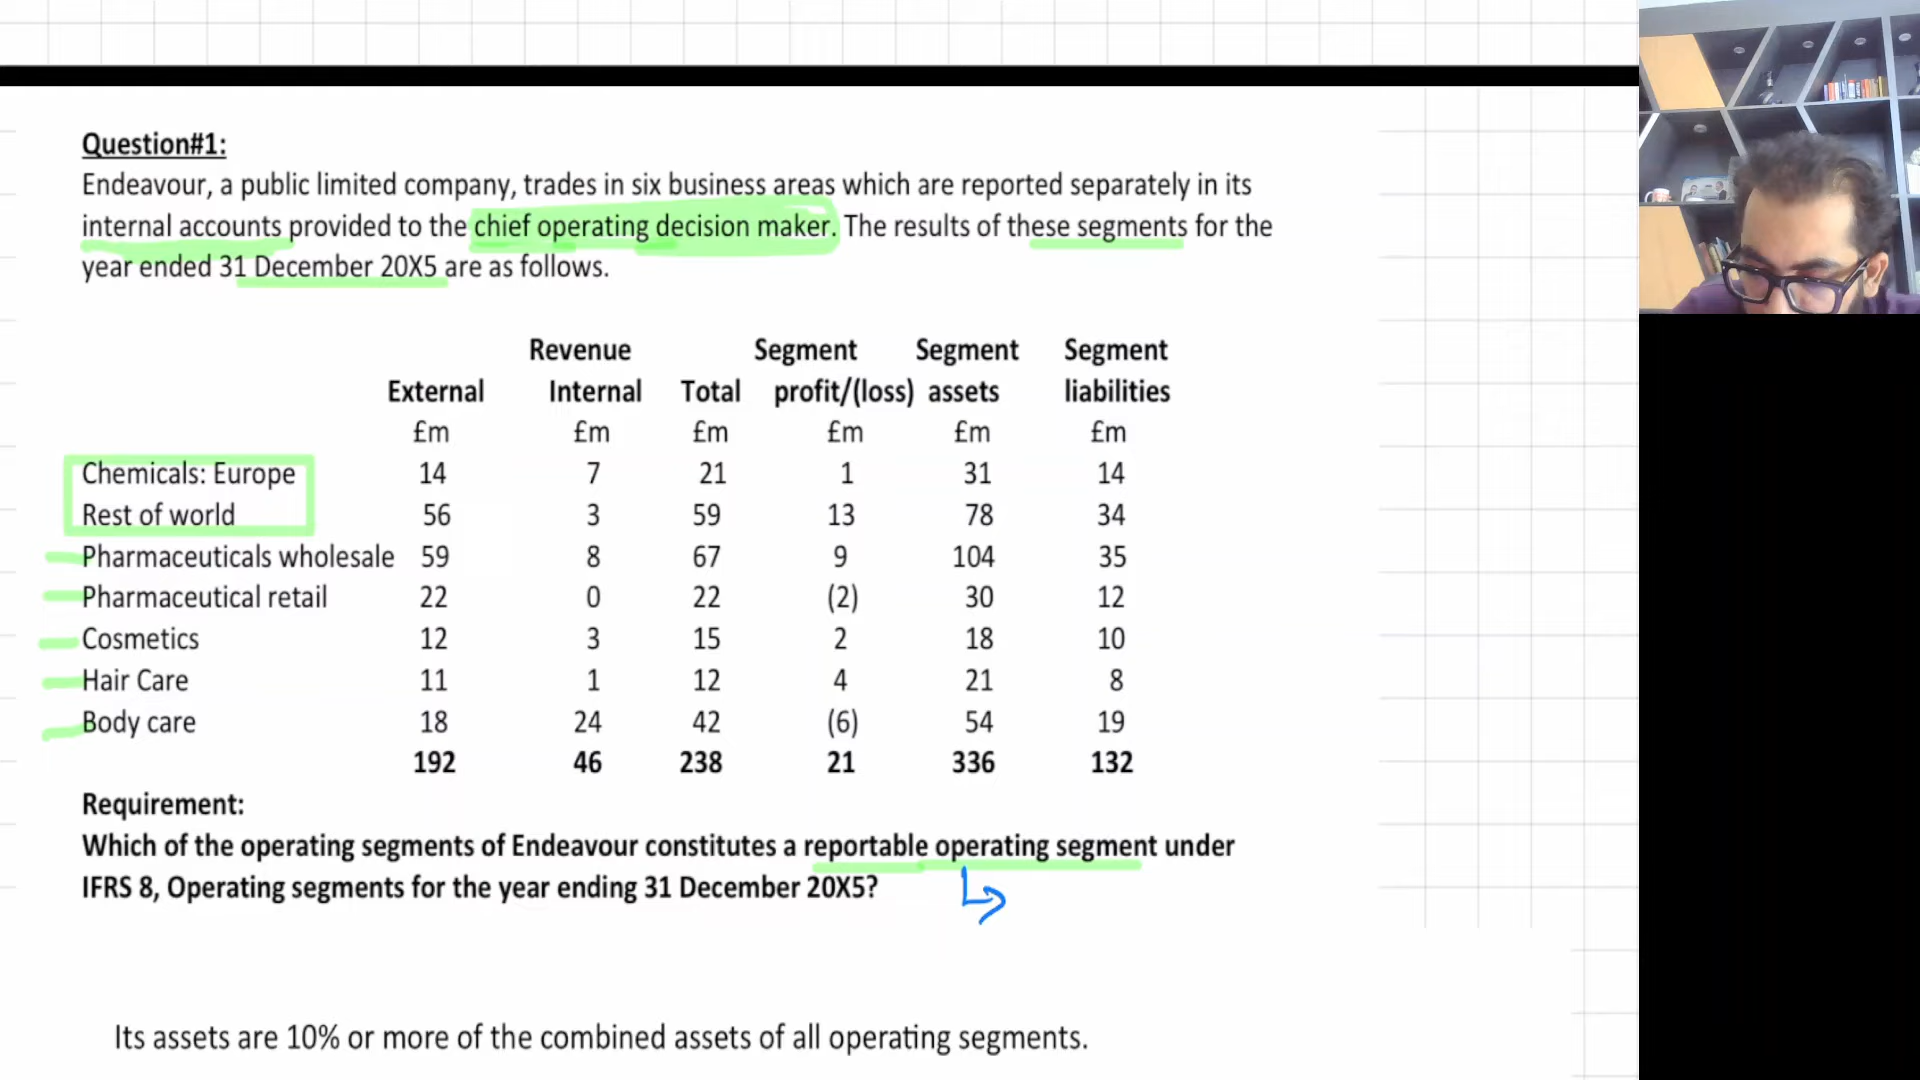 Question#1:
Endeavour, a public limited company, trades in six business areas which are reported separately in its
internal accounts provided to the chief operating decision maker. The results of these segments for the
year ended 31 December 20X5 are as follows.
Revenue Segment Segment Segment
External Internal Total profit/(loss) assets liabilities
£m £m £m £m £m £m
Chemicals: Europe 14 7 21 1 31 14
Rest of world 56 3 59 13 78 34
Pharmaceuticals wholesale 59 8 67 9 104 35
Pharmaceutical retail 22 0 22 (2) 30 12
Cosmetics 12 3 15 2 18 10
Hair Care 11 1 12 4 21 8
Body care 18 24 42 (6) 54 19
192 46 238 21 336 132
Requirement:
Which of the operating segments of Endeavour constitutes a reportable operating segment under
IFRS 8, Operating segments for the year ending 31 December 20X5?
Its assets are 10% or more of the combined assets of all operating segments.